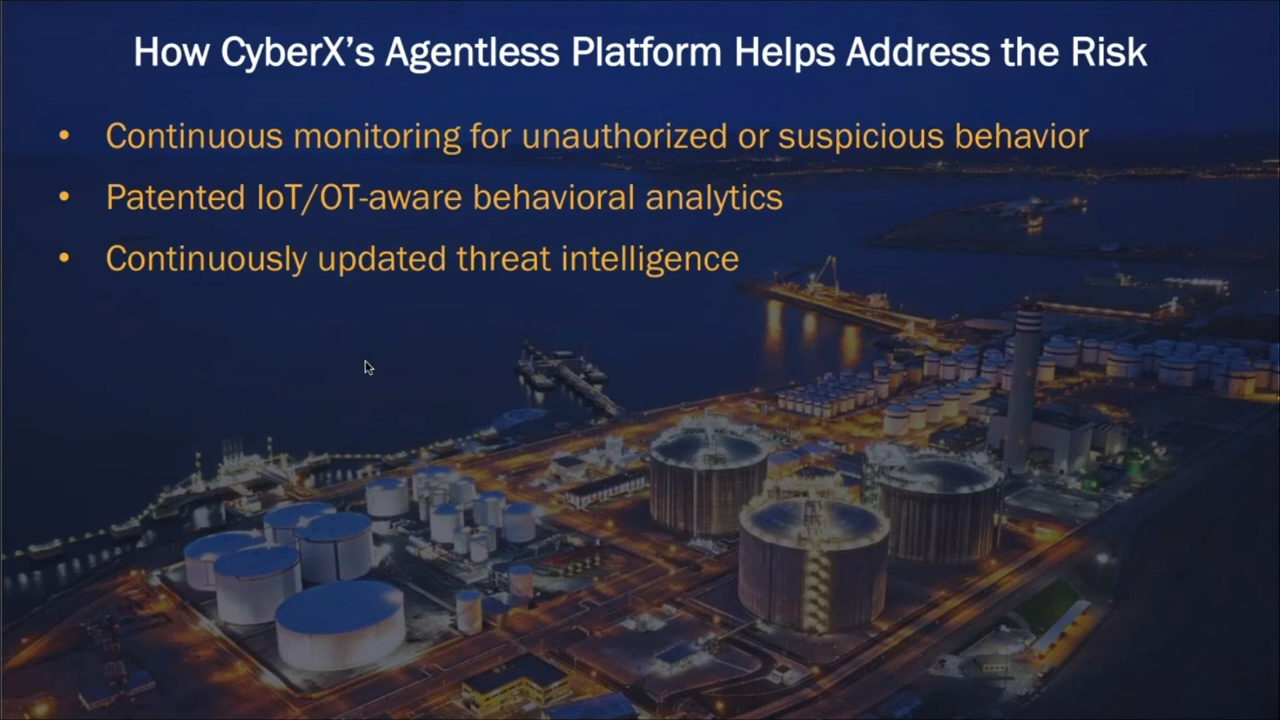 How CyberX’s Agentless Platform Helps Address the Risk
• Continuous monitoring for unauthorized or suspicious behavior
• Patented IoT/OT-aware behavioral analytics
• Continuously updated threat intelligence